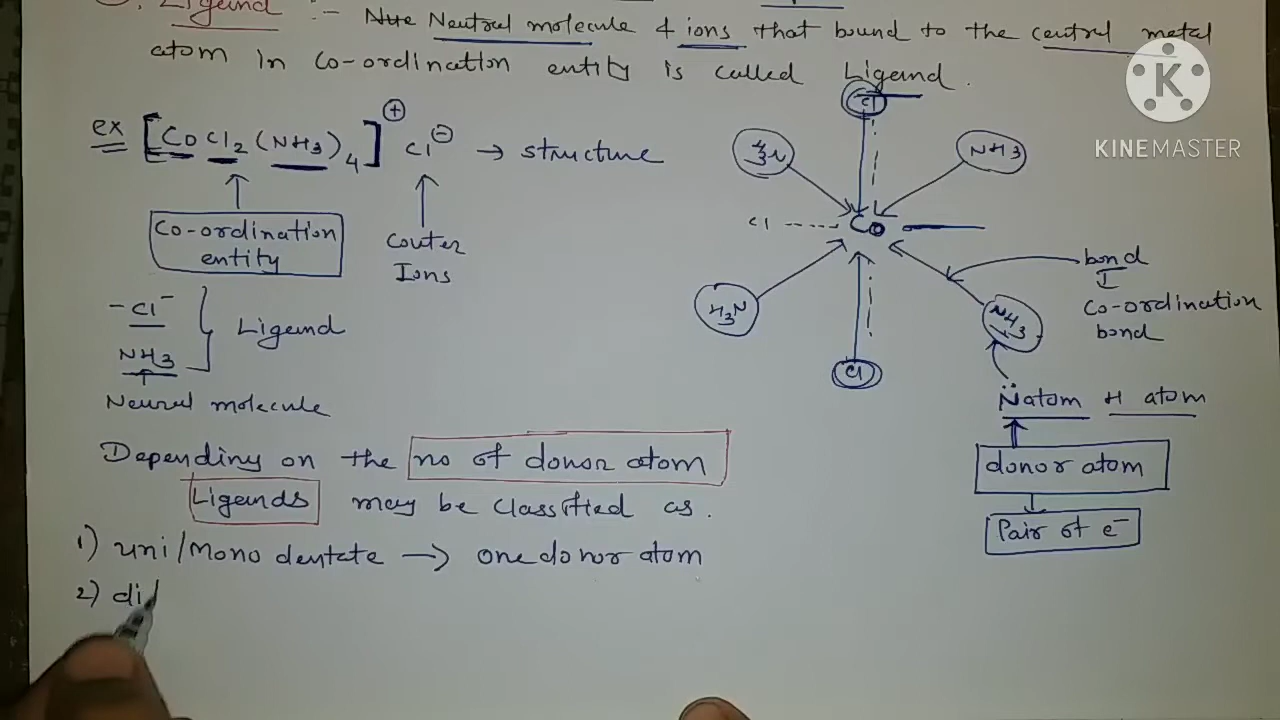 Ligand :- Neutral molecule & ions that bound to the central metal
atom in Co-ordination entity is called Ligand.
ex [CoCl2(NH3)4]⊕ Cl⊖ → structure
Co-ordination
entity
Couter
Ions
-Cl⁻
NH3
Ligand
Neural molecule
Cl
H3N
NH3
Cl ----- Co
H3N
NH3
Cl
bond
Co-ordination
bond
N̈ atom H atom
donor atom
Pair of e⁻
Depending on the no of donor atom
Ligands may be classified as.
1) uni/Mono dentate → one donor atom
2) di/
K
KINEMASTER